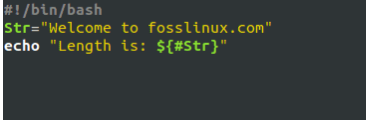 #!/bin/bash
Str="Welcome to fosslinux.com"
echo "Length is: ${#Str}"